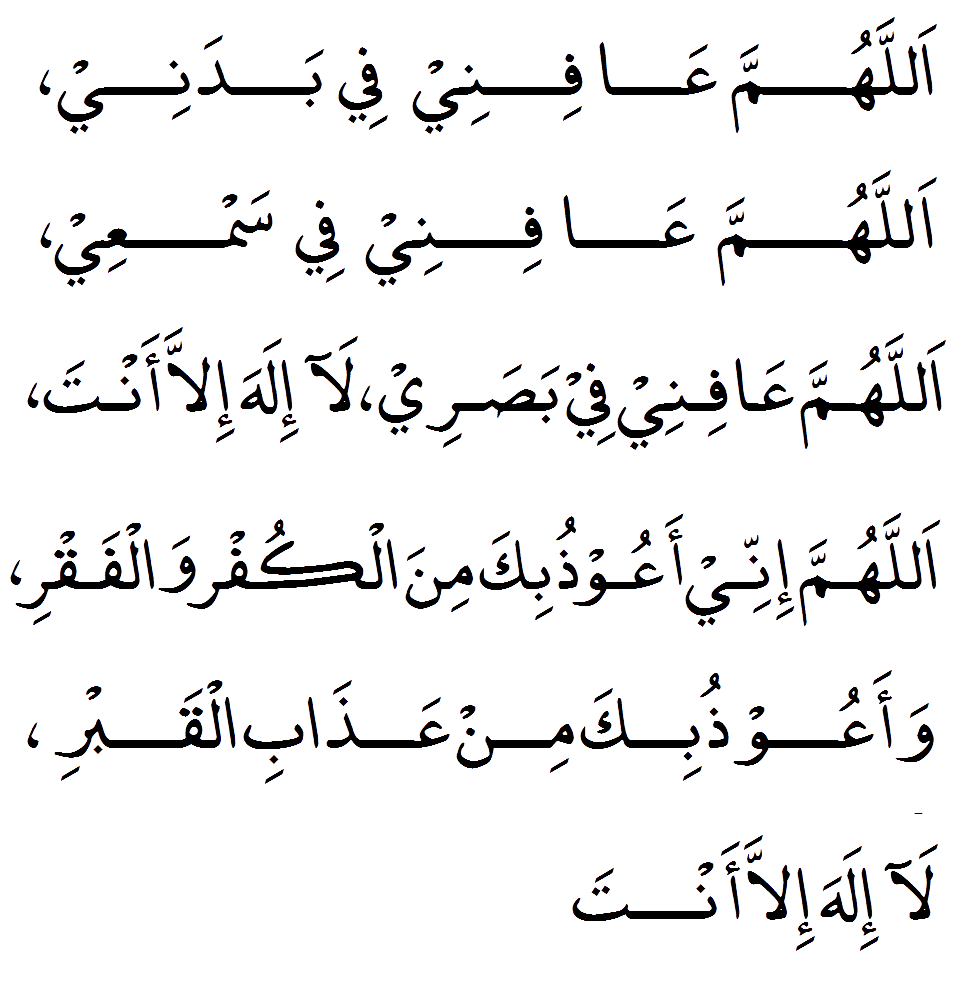 اَللَّهُمَّ عَافِنِيْ فِي بَدَنِيْ،
اَللَّهُمَّ عَافِنِيْ فِي سَمْعِيْ،
اَللَّهُمَّ عَافِنِيْ فِيْ بَصَرِيْ، لَآ إِلَهَ إِلاَّ أَنْتَ،
اَللَّهُمَّ إِنِّيْ أَعُوْذُ بِكَ مِنَ الْكُفْرِ وَالْفَقْرِ،
وَأَعُوْذُ بِكَ مِنْ عَذَابِ الْقَبْرِ،
لَآ إِلَهَ إِلاَّ أَنْتَ